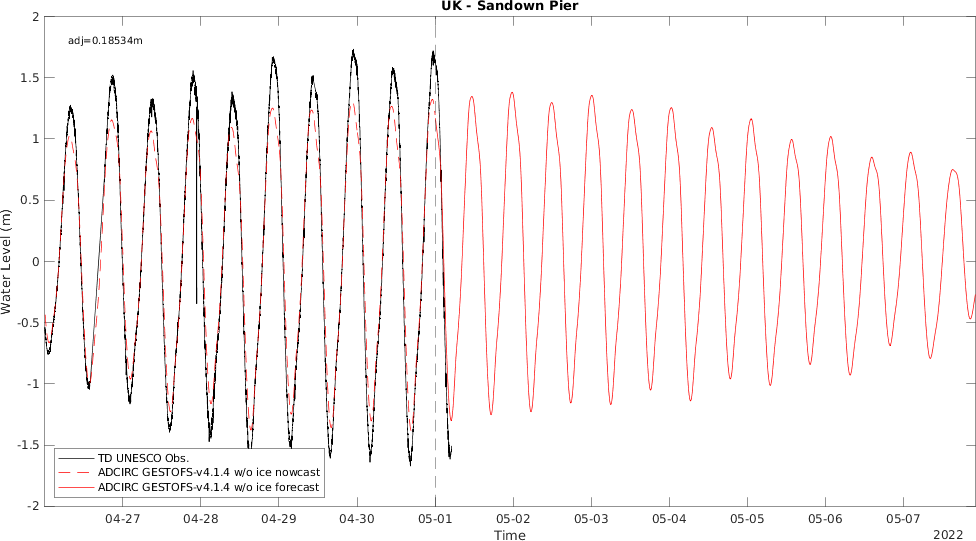 UK - Sandown Pier
adj=0.18534m
2
1.5
1
0.5
0
-0.5
-1
-1.5
-2
Water Level (m)
TD UNESCO Obs.
ADCIRC GESTOFS-v4.1.4 w/o ice nowcast
ADCIRC GESTOFS-v4.1.4 w/o ice forecast
04-27 04-28 04-29 04-30 05-01 05-02 05-03 05-04 05-05 05-06 05-07
Time
2022